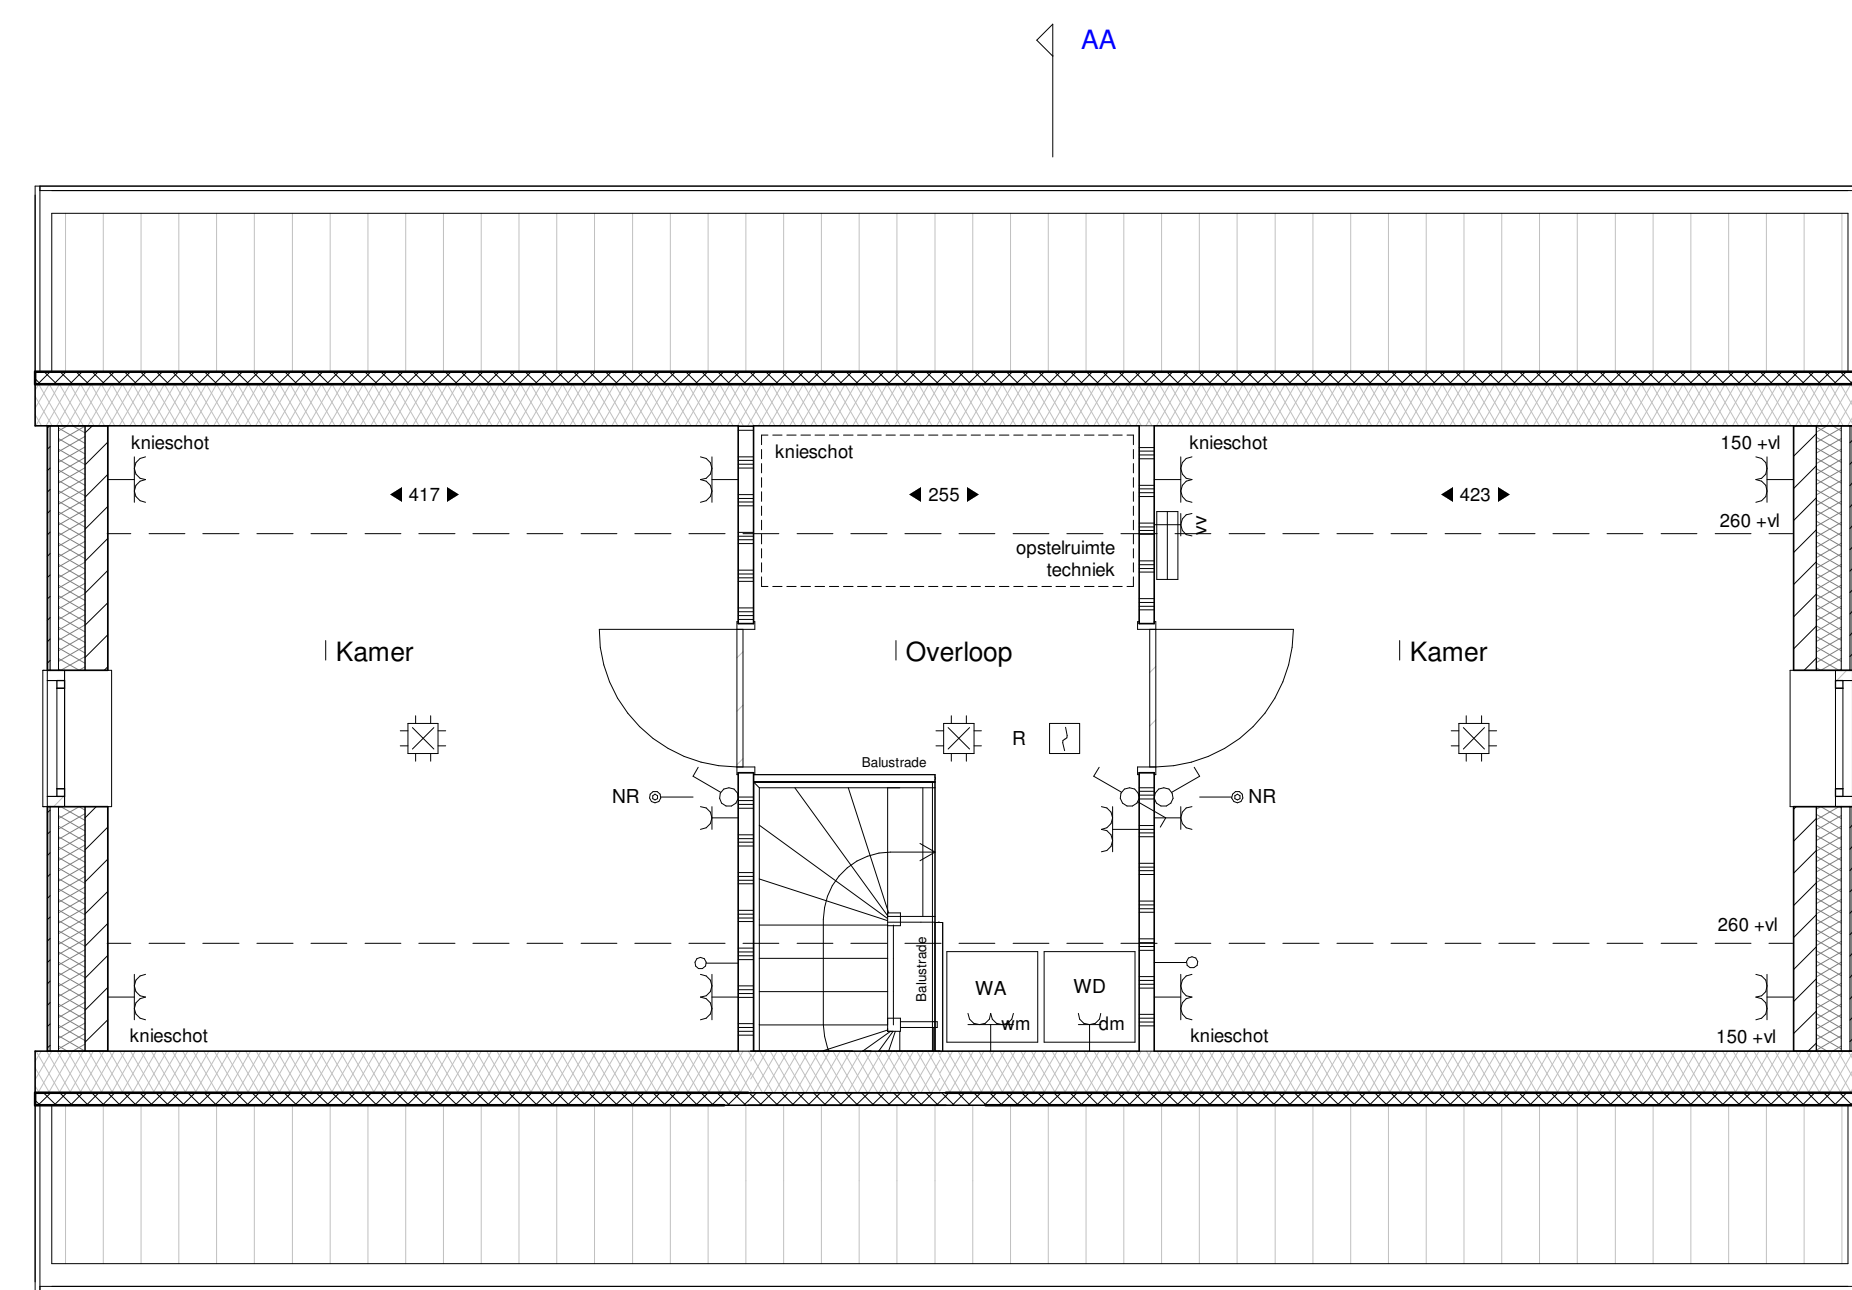 AA
knieschot
knieschot
knieschot
150 +vl
417
255
423
260 +vl
vv
opstelruimte
techniek
Kamer
Overloop
Kamer
R
Balustrade
NR
NR
260 +vl
Balustrade
WA
WD
wm
dm
knieschot
knieschot
150 +vl